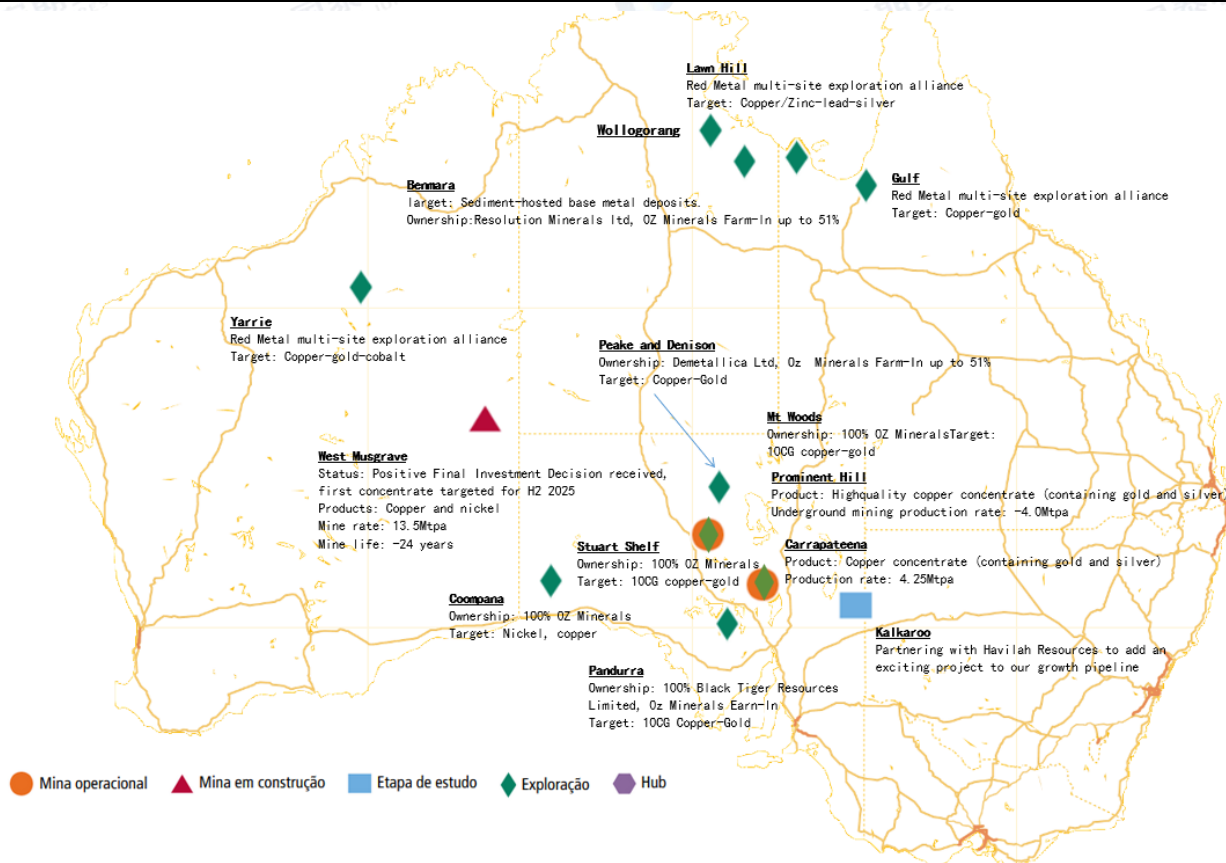 Lawn Hill
Red Metal multi-site exploration alliance
Target: Copper/Zinc-lead-silver
Wollogorang
Benmara
Target: Sediment-hosted base metal deposits.
Ownership:Resolution Minerals ltd, OZ Minerals Farm-In up to 51%
Gulf
Red Metal multi-site exploration alliance
Target: Copper-gold
Yarrie
Red Metal multi-site exploration alliance
Target: Copper-gold-cobalt
Peake and Denison
Ownership: Demetallica Ltd, Oz Minerals Farm-In up to 51%
Target: Copper-Gold
Mt Woods
Ownership: 100% OZ MineralsTarget:
10CG copper-gold
West Musgrave
Status: Positive Final Investment Decision received,
first concentrate targeted for H2 2025
Products: Copper and nickel
Mine rate: 13.5Mtpa
Mine life: -24 years
Prominent Hill
Product: Highquality copper concentrate (containing gold and silver)
Underground mining production rate: -4.0Mtpa
Stuart Shelf
Ownership: 100% OZ Minerals
Target: 10CG copper-gold
Carrapateena
Product: Copper concentrate (containing gold and silver)
Production rate: 4.25Mtpa
Coompana
Ownership: 100% OZ Minerals
Target: Nickel, copper
Kalkaroo
Partnering with Havilah Resources to add an
exciting project to our growth pipeline
Pandurra
Ownership: 100% Black Tiger Resources
Limited, Oz Minerals Earn-In
Target: 10CG Copper-Gold
Mina operacional
Mina em construção
Etapa de estudo
Exploração
Hub